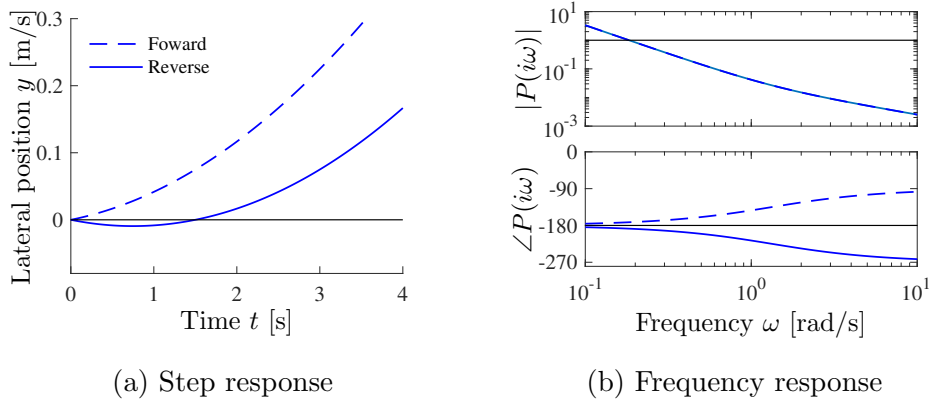 Lateral position y [m/s]
0.3
0.2
0.1
0
Foward
Reverse
0 1 2 3 4
Time t [s]
(a) Step response
|P(iω)|
10^1
10^-1
10^-3
∠P(iω)
0
-90
-180
-270
10^-1 10^0 10^1
Frequency ω [rad/s]
(b) Frequency response